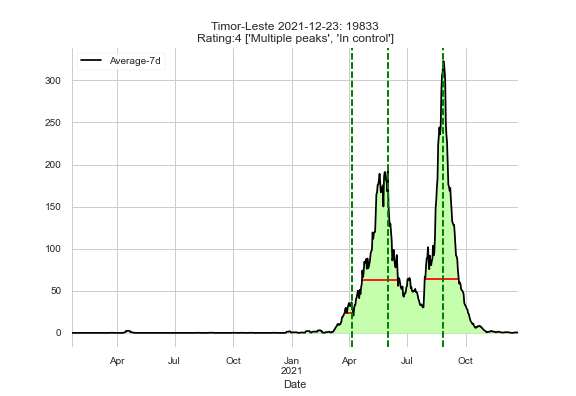 Timor-Leste 2021-12-23: 19833
Rating:4 ['Multiple peaks', 'In control']
Average-7d
300
250
200
150
100
50
0
Apr Jul Oct Jan Apr Jul Oct
2021
Date